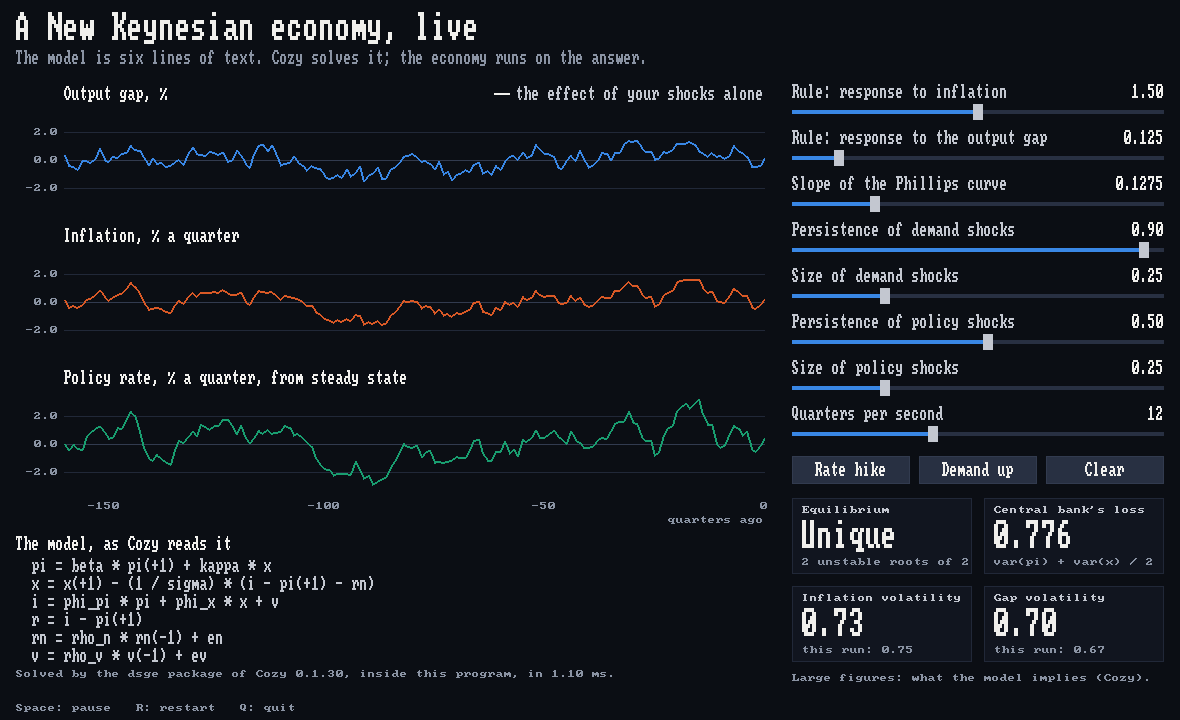 A New Keynesian economy, live
The model is six lines of text. Cozy solves it; the economy runs on the answer.
Output gap, %
— the effect of your shocks alone
2.0
0.0
-2.0
Inflation, % a quarter
2.0
0.0
-2.0
Policy rate, % a quarter, from steady state
2.0
0.0
-2.0
-150 -100 -50 0
quarters ago
The model, as Cozy reads it
pi = beta * pi(+1) + kappa * x
x = x(+1) - (1 / sigma) * (i - pi(+1) - rn)
i = phi_pi * pi + phi_x * x + v
r = i - pi(+1)
rn = rho_n * rn(-1) + en
v = rho_v * v(-1) + ev
Solved by the dsge package of Cozy 0.1.30, inside this program, in 1.10 ms.
Space: pause R: restart Q: quit
Rule: response to inflation 1.50
Rule: response to the output gap 0.125
Slope of the Phillips curve 0.1275
Persistence of demand shocks 0.90
Size of demand shocks 0.25
Persistence of policy shocks 0.50
Size of policy shocks 0.25
Quarters per second 12
Rate hike Demand up Clear
Equilibrium
Unique
2 unstable roots of 2
Central bank's loss
0.776
var(pi) + var(x) / 2
Inflation volatility
0.73
this run: 0.75
Gap volatility
0.70
this run: 0.67
Large figures: what the model implies (Cozy).